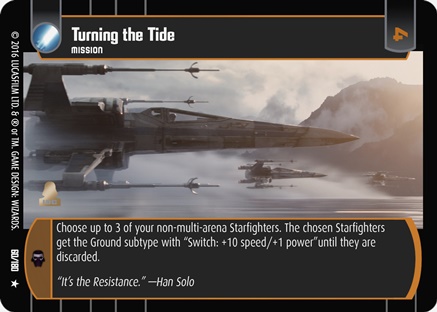 Turning the Tide
MISSION
4
© 2016 LUCASFILM LTD. & ® or TM. GAME DESIGN: WIZARDS.
Choose up to 3 of your non-multi-arena Starfighters. The chosen Starfighters
get the Ground subtype with “Switch: +10 speed/+1 power”until they are
discarded.
“It’s the Resistance.” —Han Solo